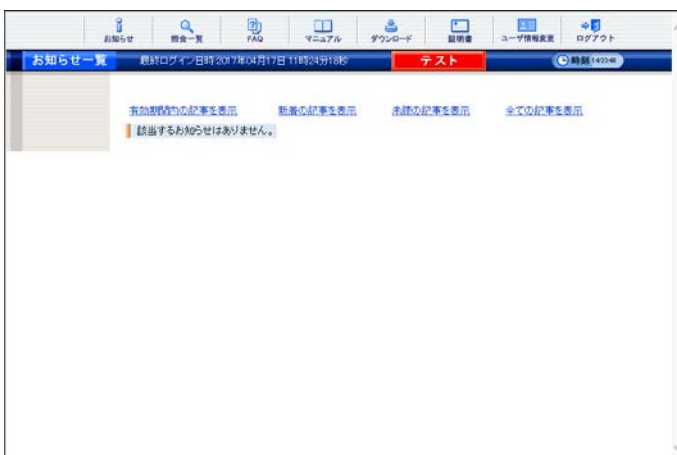 お知らせ
照会一覧
FAQ
マニュアル
ダウンロード
証明書
ユーザ情報変更
ログアウト
お知らせ一覧
最終ログイン日時:2017年04月17日 11時24分18秒
テスト
時刻
有効期間内の記事を表示
新着の記事を表示
未読の記事を表示
全ての記事を表示
該当するお知らせはありません。